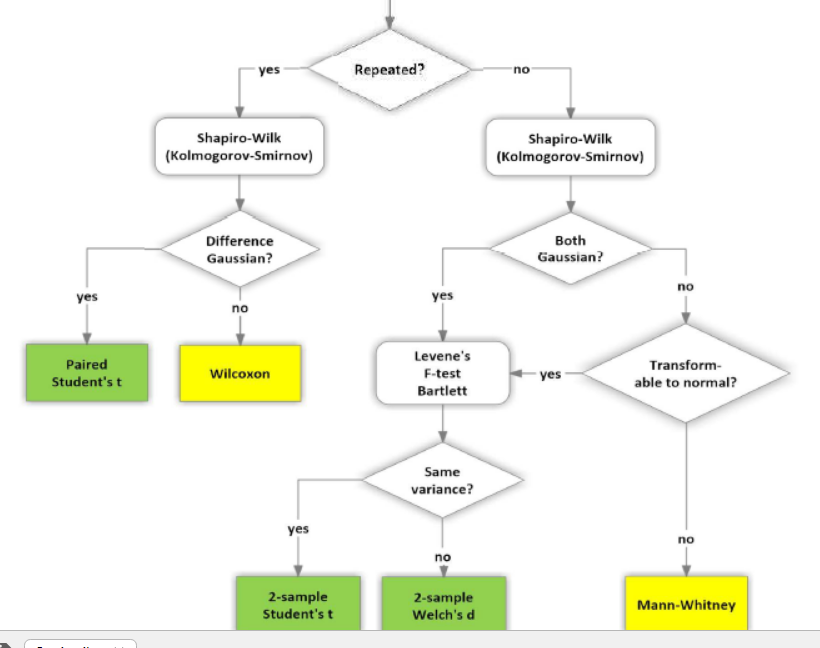 Repeated?
yes
no
Shapiro-Wilk
(Kolmogorov-Smirnov)
Shapiro-Wilk
(Kolmogorov-Smirnov)
Difference
Gaussian?
Both
Gaussian?
yes
no
yes
no
Paired
Student's t
Wilcoxon
Levene's
F-test
Bartlett
yes
Transform-
able to normal?
Same
variance?
yes
no
no
2-sample
Student's t
2-sample
Welch's d
Mann-Whitney